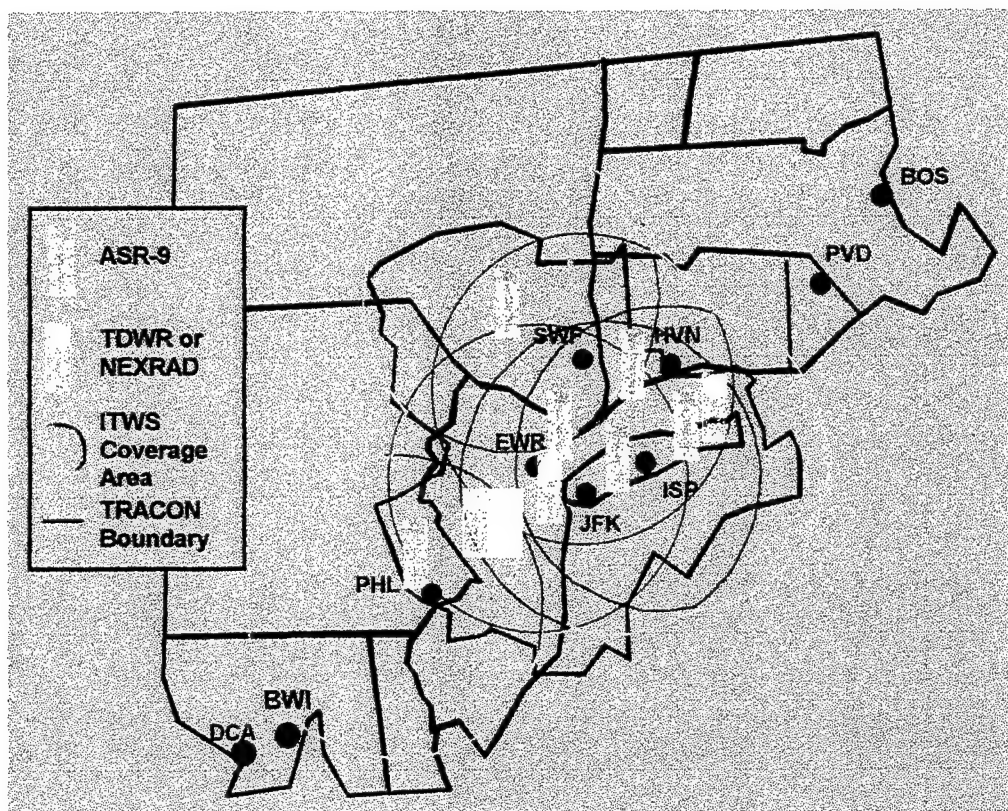 BOS
PVD
ASR-9
TDWR or
NEXRAD
SWF
HVN
ITWS
Coverage
Area
EWR
TRACON
Boundary
ISP
JFK
PHL
BWI
DCA